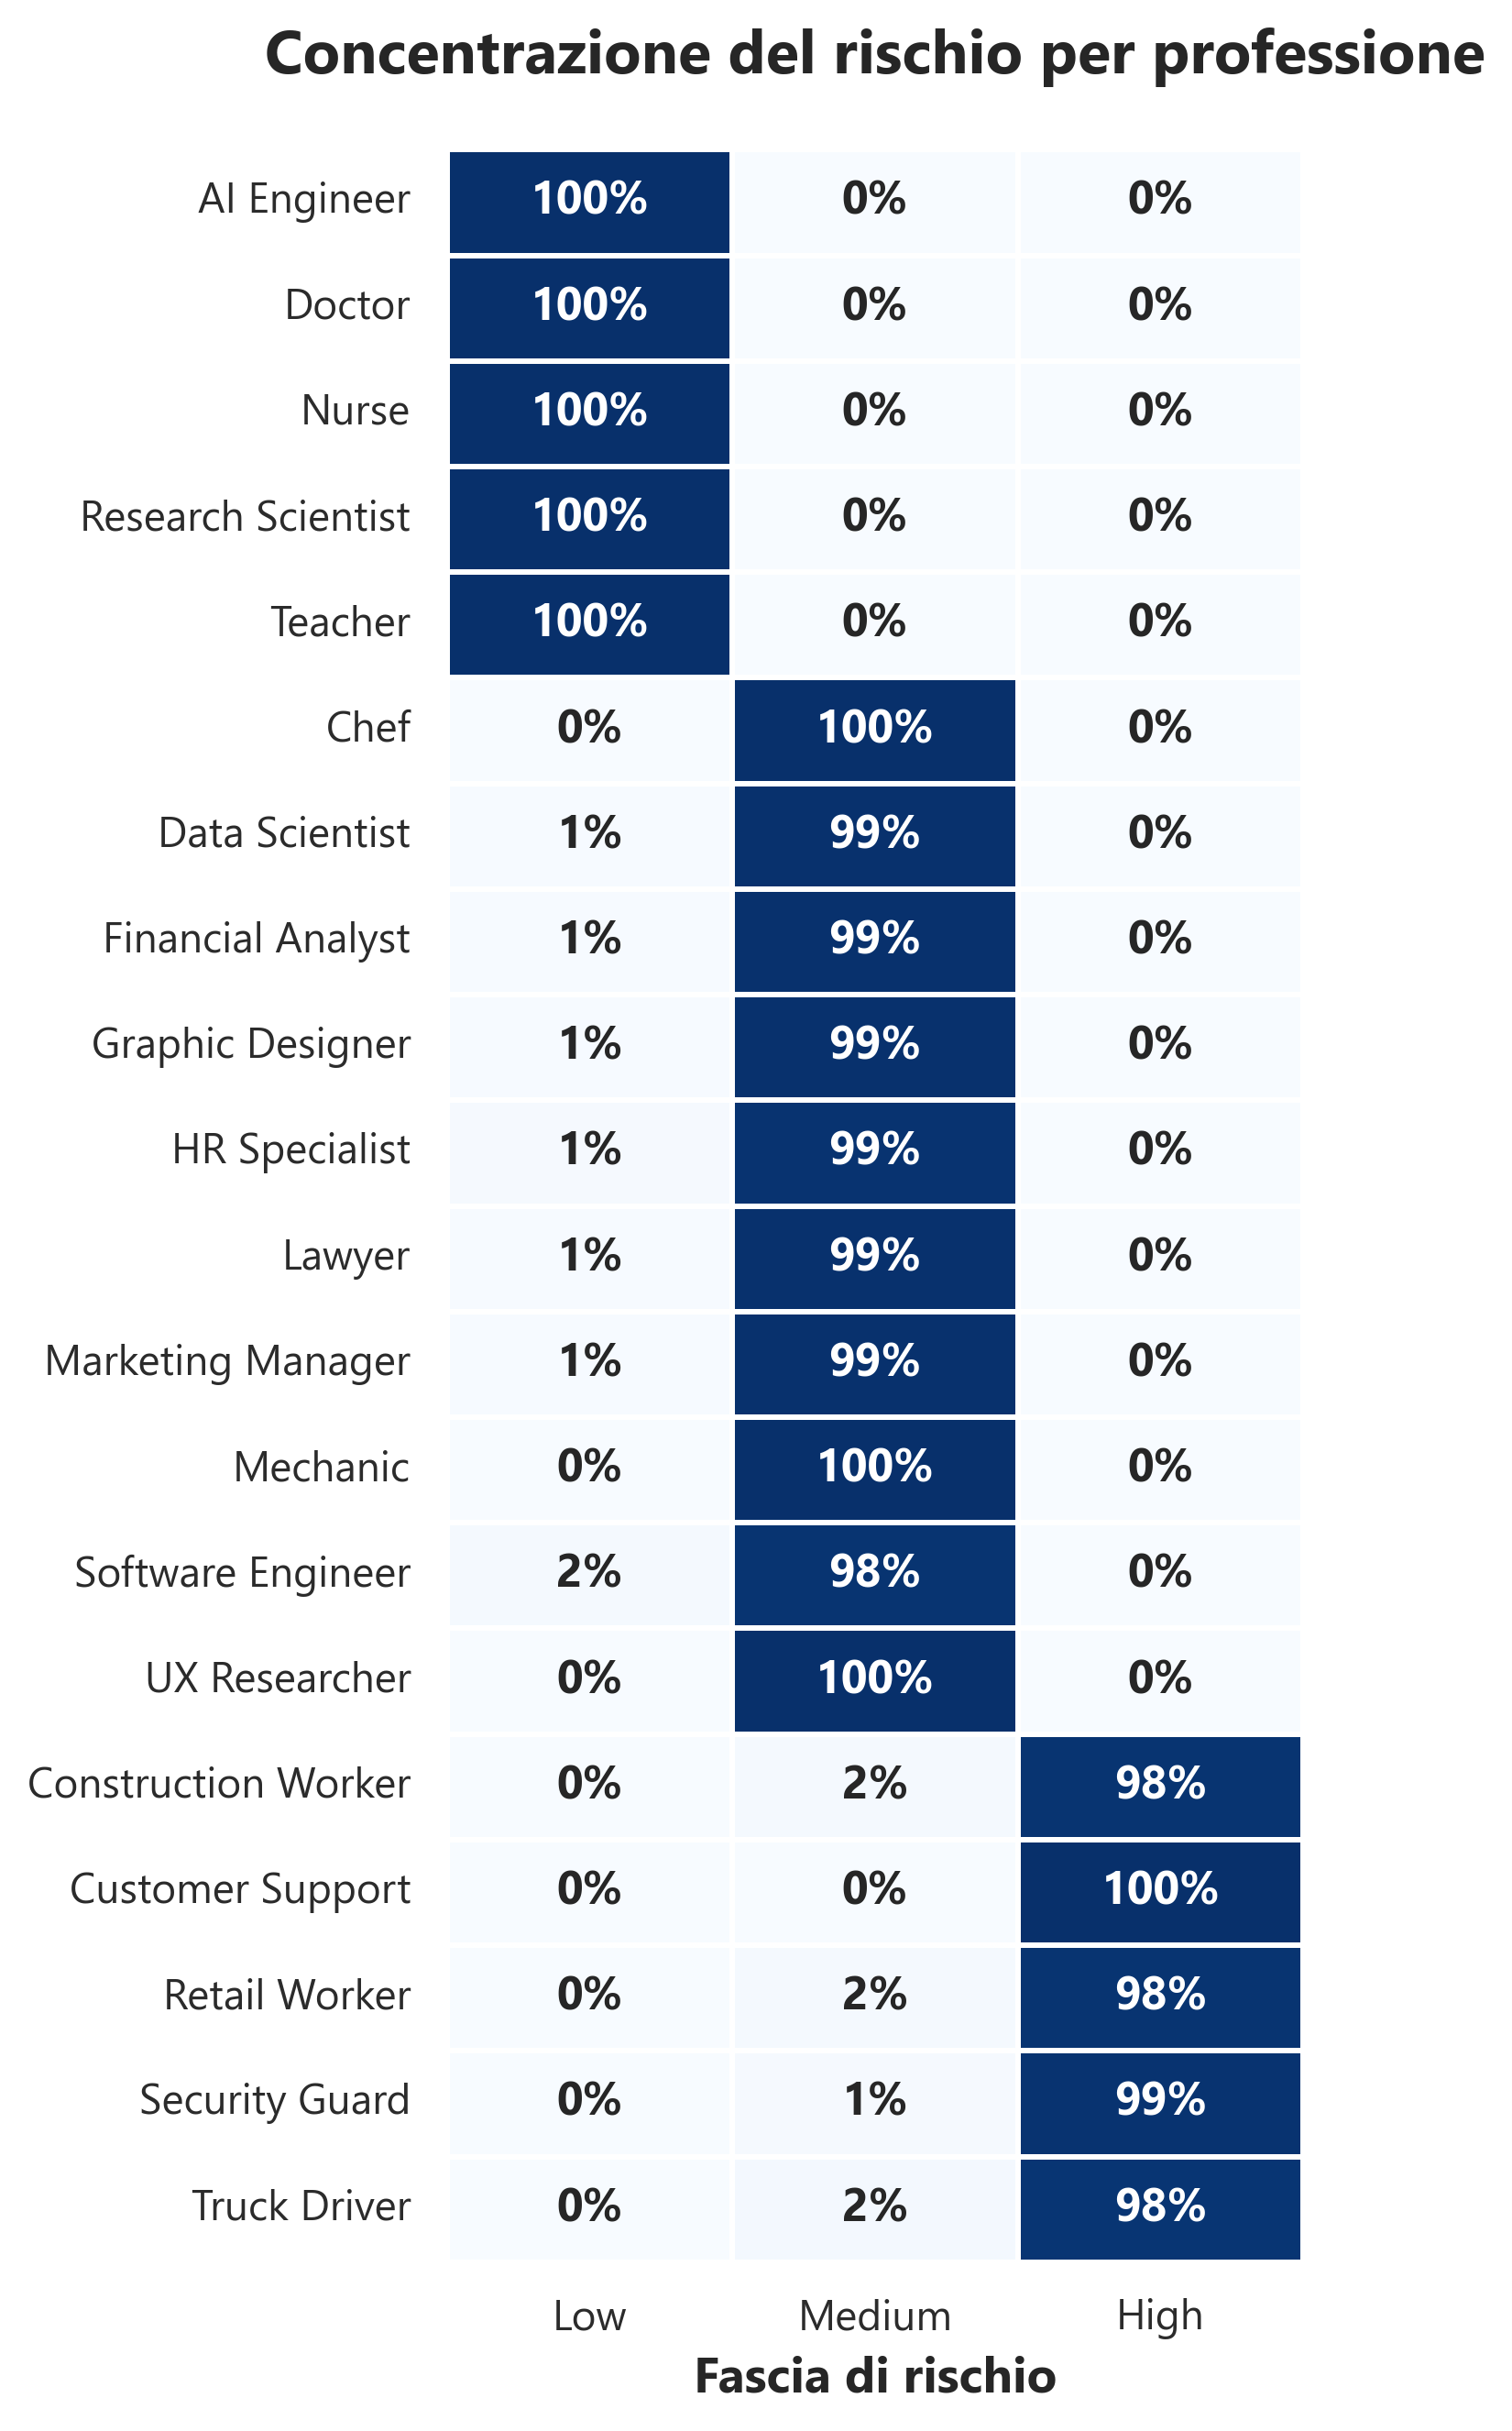 Concentrazione del rischio per professione
AI Engineer 100% 0% 0%
Doctor 100% 0% 0%
Nurse 100% 0% 0%
Research Scientist 100% 0% 0%
Teacher 100% 0% 0%
Chef 0% 100% 0%
Data Scientist 1% 99% 0%
Financial Analyst 1% 99% 0%
Graphic Designer 1% 99% 0%
HR Specialist 1% 99% 0%
Lawyer 1% 99% 0%
Marketing Manager 1% 99% 0%
Mechanic 0% 100% 0%
Software Engineer 2% 98% 0%
UX Researcher 0% 100% 0%
Construction Worker 0% 2% 98%
Customer Support 0% 0% 100%
Retail Worker 0% 2% 98%
Security Guard 0% 1% 99%
Truck Driver 0% 2% 98%
Low Medium High
Fascia di rischio